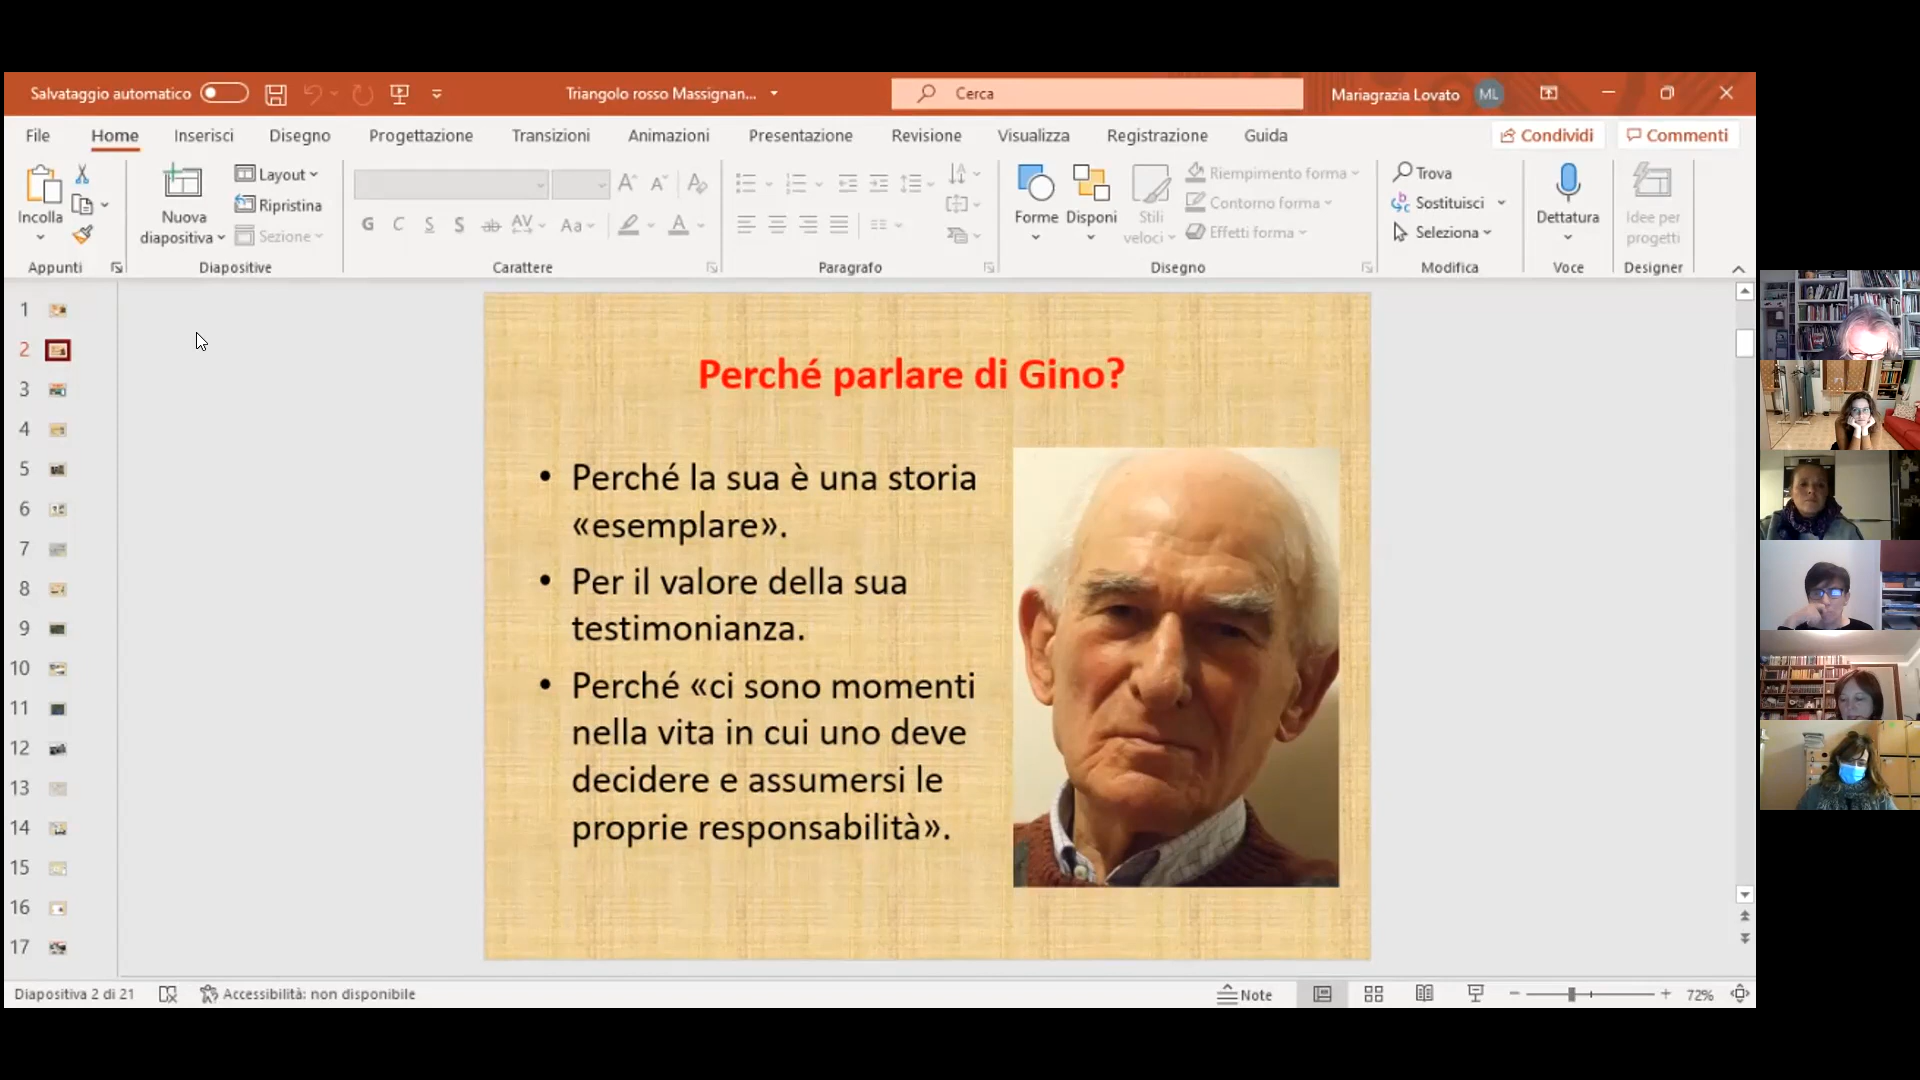 Salvataggio automatico
Triangolo rosso Massignan...
Cerca
Mariagrazia Lovato ML
File Home Inserisci Disegno Progettazione Transizioni Animazioni Presentazione Revisione Visualizza Registrazione Guida Condividi Commenti
Incolla
Appunti
Nuova
diapositiva
Layout
Ripristina
Sezione
Diapositive
G C S S ab AV Aa A
Carattere
Paragrafo
Forme
Disponi
Stili
veloci
Riempimento forma
Contorno forma
Effetti forma
Disegno
Trova
Sostituisci
Seleziona
Modifica
Dettatura
Voce
Idee per
progetti
Designer
1
2
3
4
5
6
7
8
9
10
11
12
13
14
15
16
17
Perché parlare di Gino?
• Perché la sua è una storia
«esemplare».
• Per il valore della sua
testimonianza.
• Perché «ci sono momenti
nella vita in cui uno deve
decidere e assumersi le
proprie responsabilità».
Diapositiva 2 di 21
Accessibilità: non disponibile
Note
72%